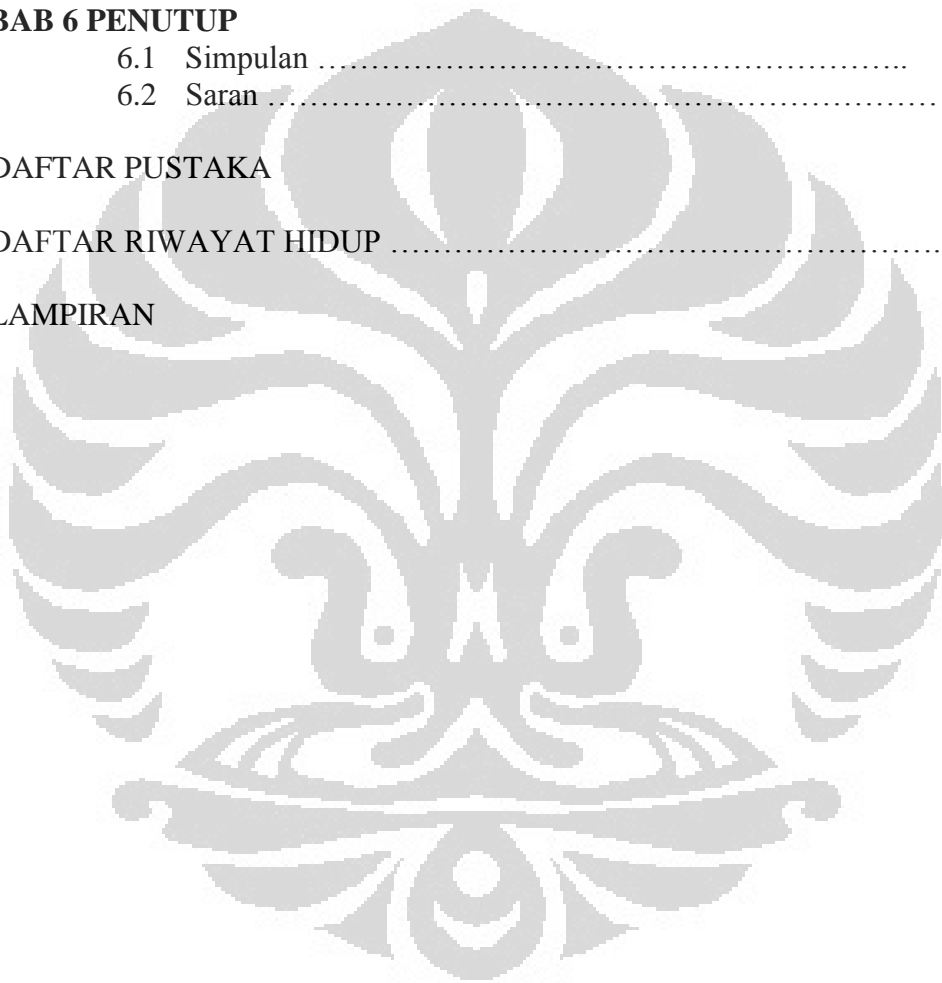 BAB 6 PENUTUP
6.1 Simpulan ……………………………………………………..
6.2 Saran …………………………………………………………
DAFTAR PUSTAKA
DAFTAR RIWAYAT HIDUP ………………………………………………..
LAMPIRAN